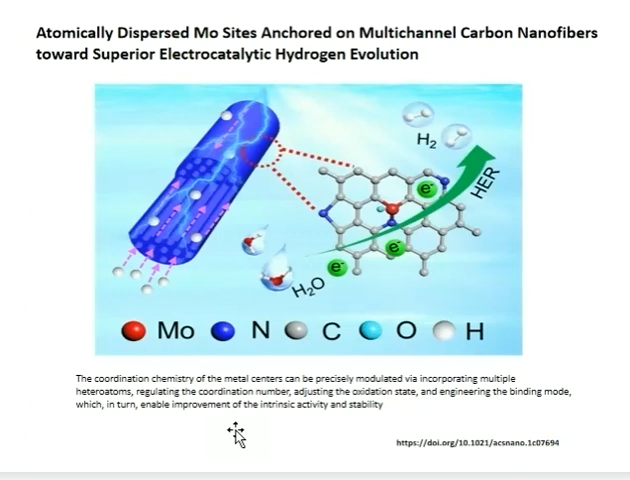 Atomically Dispersed Mo Sites Anchored on Multichannel Carbon Nanofibers
toward Superior Electrocatalytic Hydrogen Evolution
H₂
HER
e⁻
e⁻
e⁻
H₂O
Mo N C O H
The coordination chemistry of the metal centers can be precisely modulated via incorporating multiple
heteroatoms, regulating the coordination number, adjusting the oxidation state, and engineering the binding mode,
which, in turn, enable improvement of the intrinsic activity and stability
https://doi.org/10.1021/acsnano.1c07694